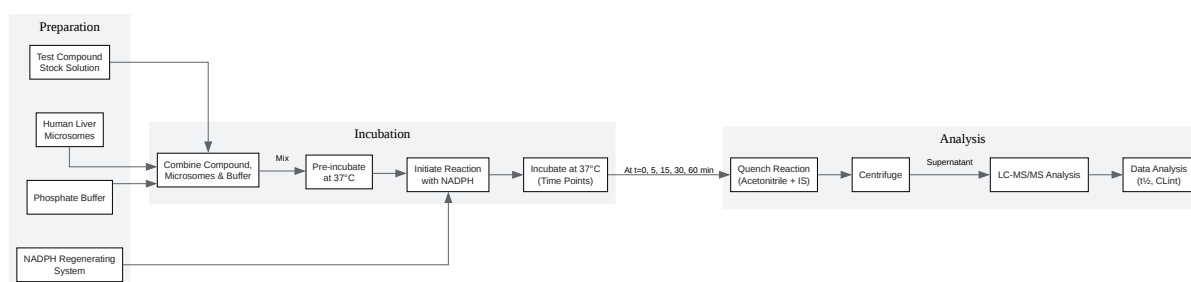 Preparation
Test Compound
Stock Solution
Human Liver
Microsomes
Phosphate Buffer
NADPH Regenerating
System
Incubation
Combine Compound,
Microsomes & Buffer
Mix
Pre-incubate
at 37°C
Initiate Reaction
with NADPH
Incubate at 37°C
(Time Points)
At t=0, 5, 15, 30, 60 min
Analysis
Quench Reaction
(Acetonitrile + IS)
Centrifuge
Supernatant
LC-MS/MS Analysis
Data Analysis
(t½, CLint)